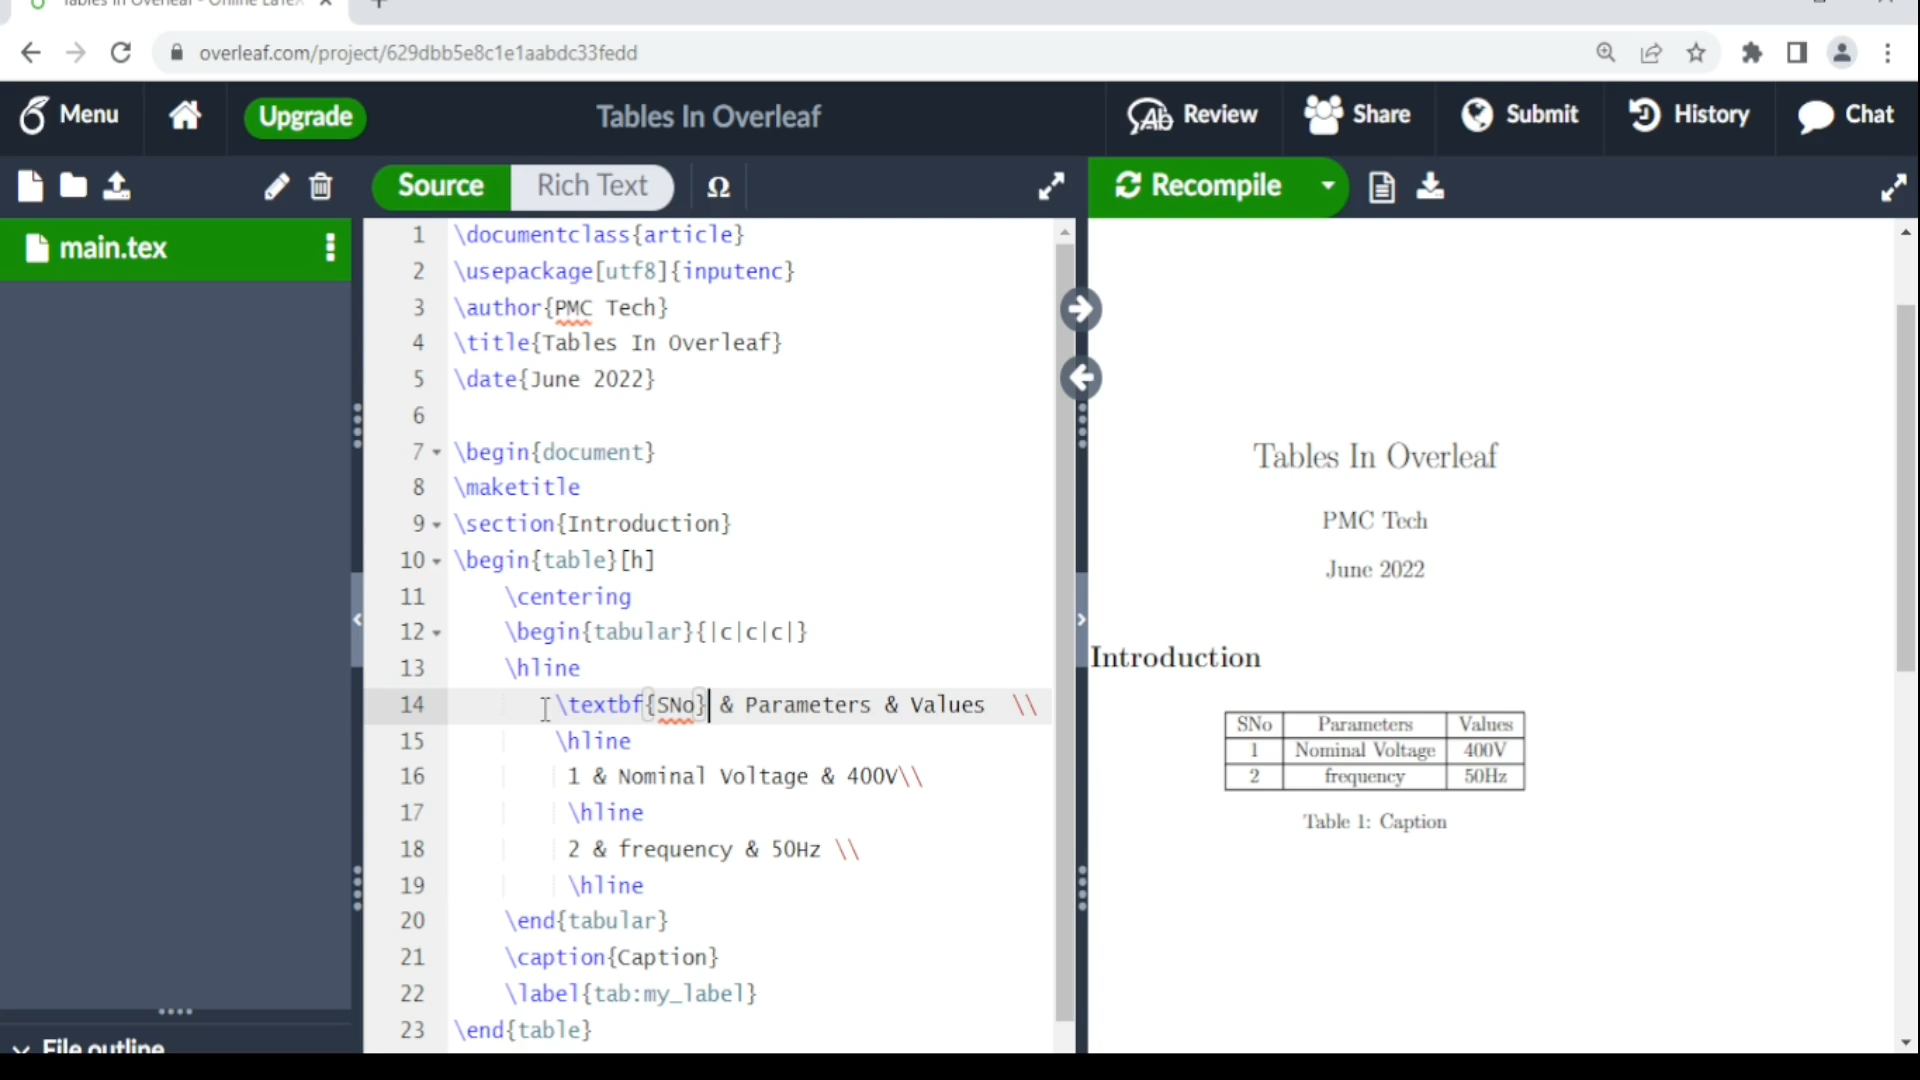 Tables In Overleaf - Online LaTeX
overleaf.com/project/629dbb5e8c1e1aabdc33fedd
Menu
Upgrade
Tables In Overleaf
Review
Share
Submit
History
Chat
Source
Rich Text
Ω
Recompile
main.tex
1 \documentclass{article}
2 \usepackage[utf8]{inputenc}
3 \author{PMC Tech}
4 \title{Tables In Overleaf}
5 \date{June 2022}
6
7 \begin{document}
8 \maketitle
9 \section{Introduction}
10 \begin{table}[h]
11 \centering
12 \begin{tabular}{|c|c|c|}
13 \hline
14 \textbf{SNo} & Parameters & Values \\
15 \hline
16 1 & Nominal Voltage & 400V\\
17 \hline
18 2 & frequency & 50Hz \\
19 \hline
20 \end{tabular}
21 \caption{Caption}
22 \label{tab:my_label}
23 \end{table}
File outline
Tables In Overleaf
PMC Tech
June 2022
Introduction
SNo Parameters Values
1 Nominal Voltage 400V
2 frequency 50Hz
Table 1: Caption